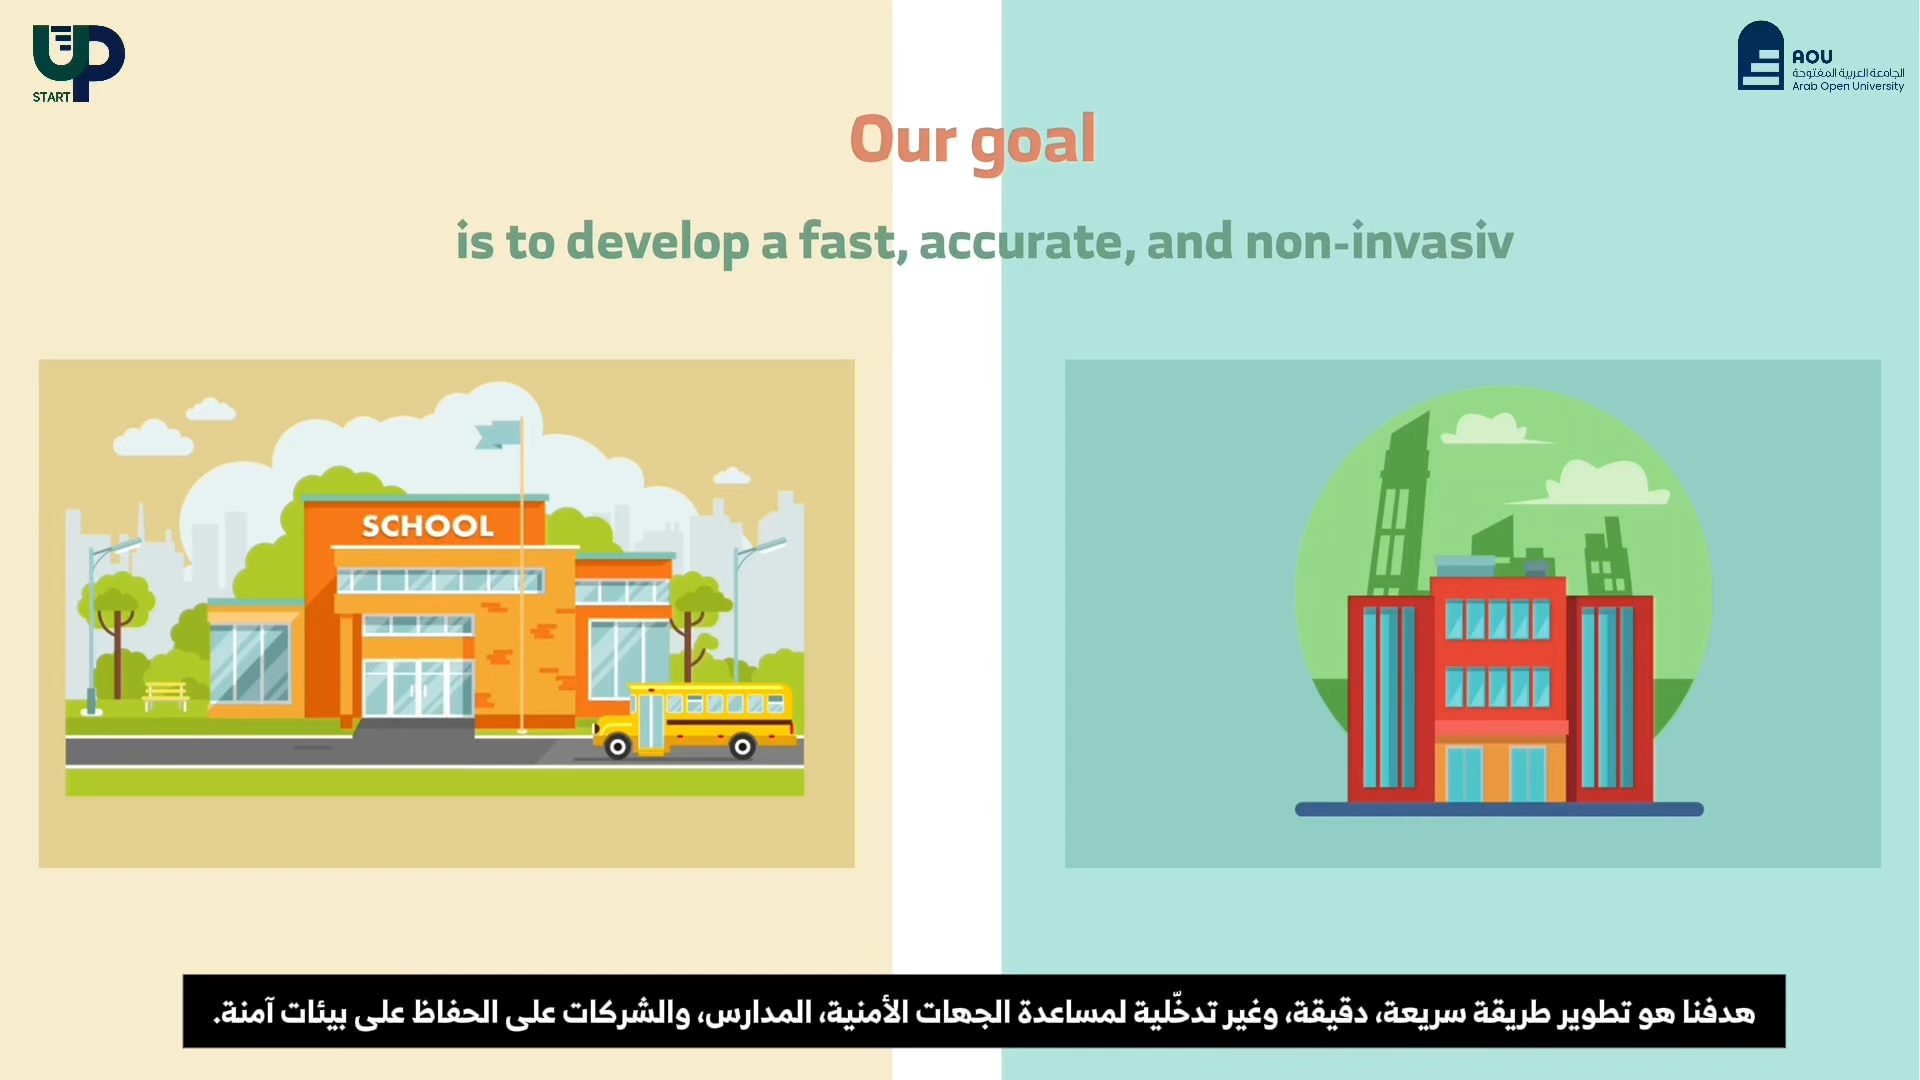 UP
START
AOU
الجامعة العربية المفتوحة
Arab Open University
Our goal
is to develop a fast, accurate, and non-invasiv
SCHOOL
هدفنا هو تطوير طريقة سريعة، دقيقة، وغير تدخّلية لمساعدة الجهات الأمنية، المدارس، والشركات على الحفاظ على بيئات آمنة.